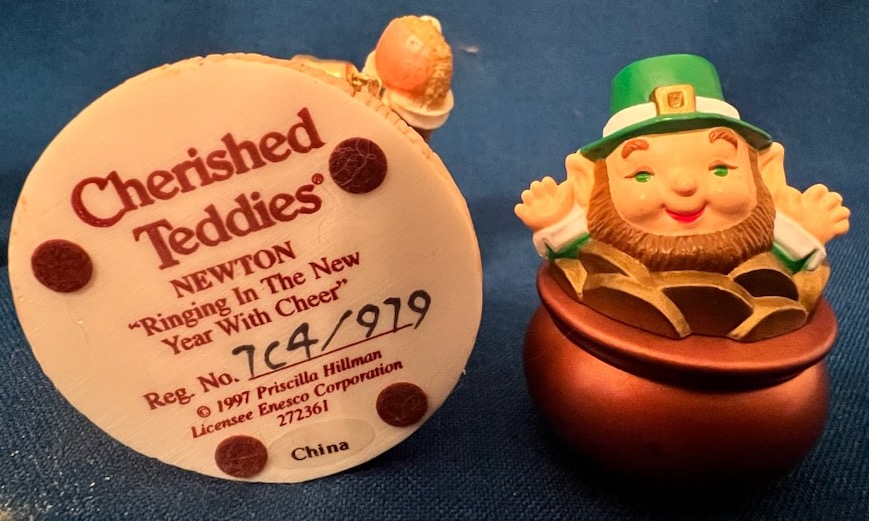 Cherished
Teddies®
NEWTON
"Ringing In The New
Year With Cheer"
Reg. No. 7C4/979
© 1997 Priscilla Hillman
Licensee Enesco Corporation
272361
China